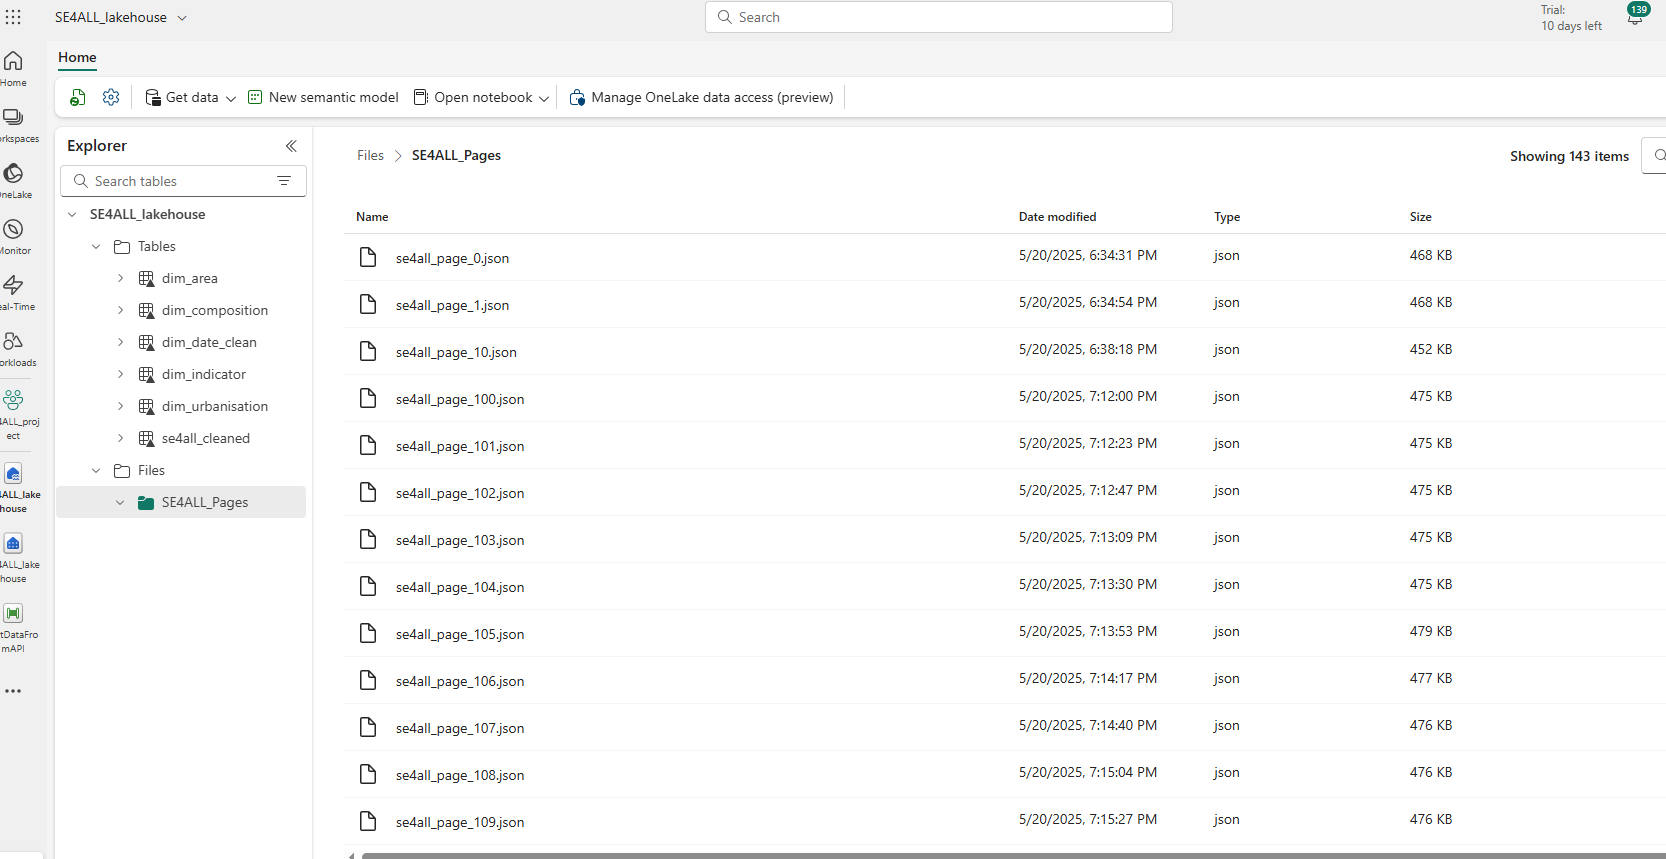 SE4ALL_lakehouse
Search
Trial:
10 days left
139
Home
Home
Get data
New semantic model
Open notebook
Manage OneLake data access (preview)
rkspaces
neLake
Monitor
eal-Time
orkloads
4ALL_proj
ect
4ALL_lake
house
4ALL_lake
house
tDataFro
mAPI
Explorer
Search tables
SE4ALL_lakehouse
Tables
dim_area
dim_composition
dim_date_clean
dim_indicator
dim_urbanisation
se4all_cleaned
Files
SE4ALL_Pages
Files > SE4ALL_Pages
Showing 143 items
Name Date modified Type Size
se4all_page_0.json 5/20/2025, 6:34:31 PM json 468 KB
se4all_page_1.json 5/20/2025, 6:34:54 PM json 468 KB
se4all_page_10.json 5/20/2025, 6:38:18 PM json 452 KB
se4all_page_100.json 5/20/2025, 7:12:00 PM json 475 KB
se4all_page_101.json 5/20/2025, 7:12:23 PM json 475 KB
se4all_page_102.json 5/20/2025, 7:12:47 PM json 475 KB
se4all_page_103.json 5/20/2025, 7:13:09 PM json 475 KB
se4all_page_104.json 5/20/2025, 7:13:30 PM json 475 KB
se4all_page_105.json 5/20/2025, 7:13:53 PM json 479 KB
se4all_page_106.json 5/20/2025, 7:14:17 PM json 477 KB
se4all_page_107.json 5/20/2025, 7:14:40 PM json 476 KB
se4all_page_108.json 5/20/2025, 7:15:04 PM json 476 KB
se4all_page_109.json 5/20/2025, 7:15:27 PM json 476 KB